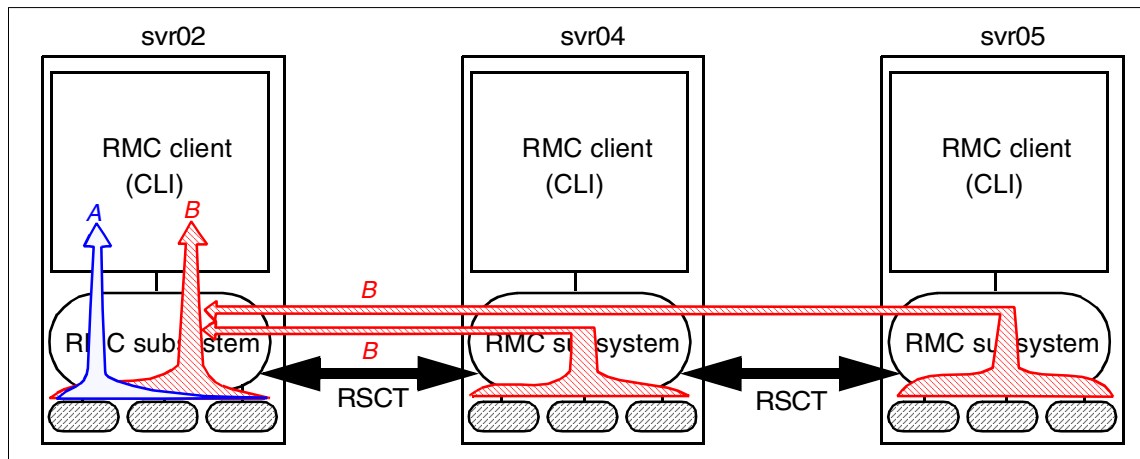 svr02
svr04
svr05
RMC client
(CLI)
RMC client
(CLI)
RMC client
(CLI)
A
B
B
RMC subsystem
RMC subsystem
RMC subsystem
B
RSCT
RSCT